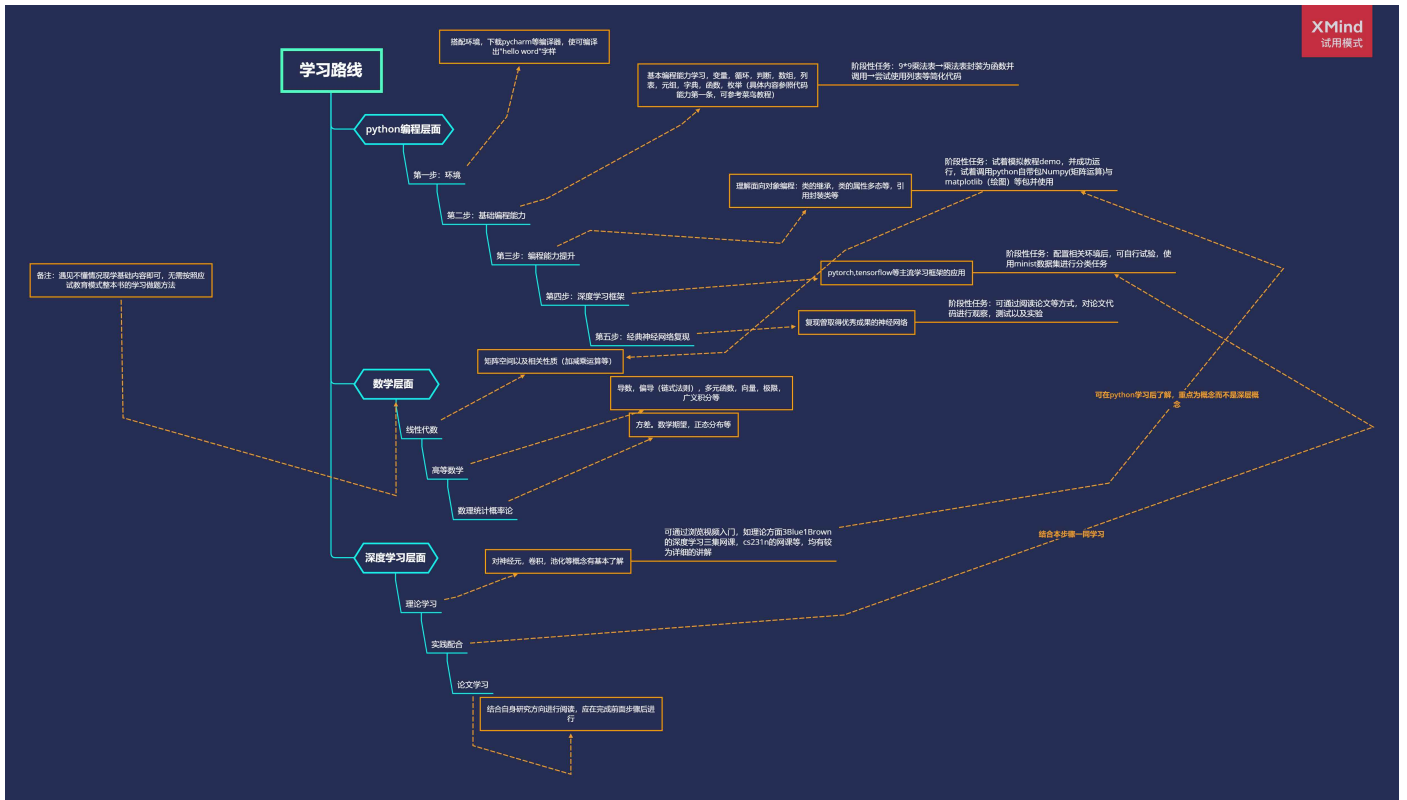 XMind
试用模式
学习路线
搭配环境，下载pycharm等编译器，使可编译
出"hello word"字样
基本编程能力学习，变量，循环，判断，数组，列
表，元组，字典，函数，枚举（具体内容参照代码
能力第一条，可参考菜鸟教程）
阶段性任务：9*9乘法表→乘法表封装为函数并
调用→尝试使用列表等简化代码
python编程层面
第一步：环境
理解面向对象编程：类的继承，类的属性多态等，引
用封装类等
阶段性任务：试着模拟教程demo，并成功运
行，试着调用python自带包Numpy(矩阵运算)与
matplotlib（绘图）等包并使用
第二步：基础编程能力
第三步：编程能力提升
备注：遇见不懂情况现学基础内容即可，无需按照应
试教育模式整本书的学习做题方法
pytorch,tensorflow等主流学习框架的应用
阶段性任务：配置相关环境后，可自行试验，使
用minist数据集进行分类任务
第四步：深度学习框架
复现曾取得优秀成果的神经网络
阶段性任务：可通过阅读论文等方式，对论文代
码进行观察，测试以及实验
第五步：经典神经网络复现
矩阵空间以及相关性质（加减乘运算等）
数学层面
导数，偏导（链式法则），多元函数，向量，极限，
广义积分等
可在python学习后了解，重点为概念而不是深层概
念
方差。数学期望，正态分布等
线性代数
高等数学
数理统计概率论
可通过浏览视频入门，如理论方面3Blue1Brown
的深度学习三集网课，cs231n的网课等，均有较
为详细的讲解
结合本步骤一同学习
深度学习层面
对神经元，卷积，池化等概念有基本了解
理论学习
实践配合
论文学习
结合自身研究方向进行阅读，应在完成前面步骤后进
行